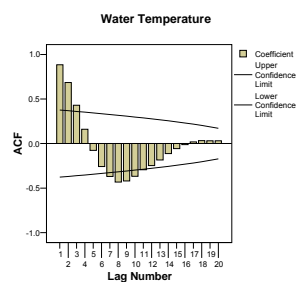 Water Temperature
1.0
0.5
0.0
-0.5
-1.0
ACF
1 3 5 7 9 11 13 15 17 19
2 4 6 8 10 12 14 16 18 20
Lag Number
Coefficient
Upper
Confidence
Limit
Lower
Confidence
Limit